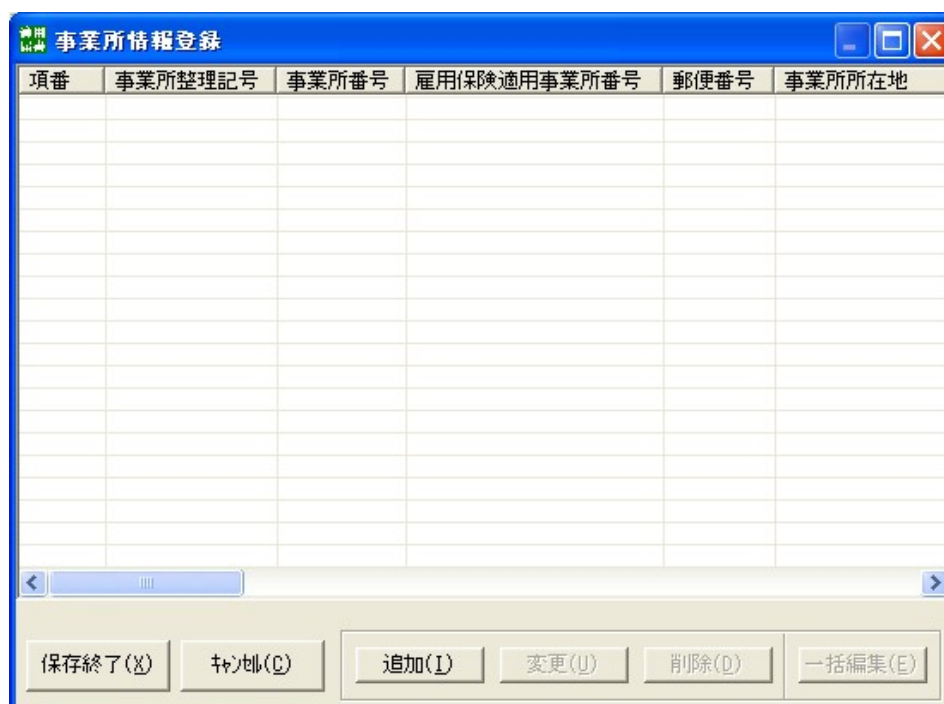 事業所情報登録
項番 事業所整理記号 事業所番号 雇用保険適用事業所番号 郵便番号 事業所所在地
保存終了(X) ｷｬﾝｾﾙ(C) 追加(I) 変更(U) 削除(D) 一括編集(E)